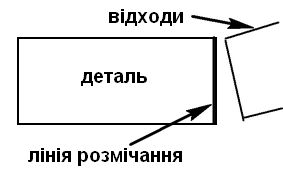 відходи
деталь
лінія розмічання